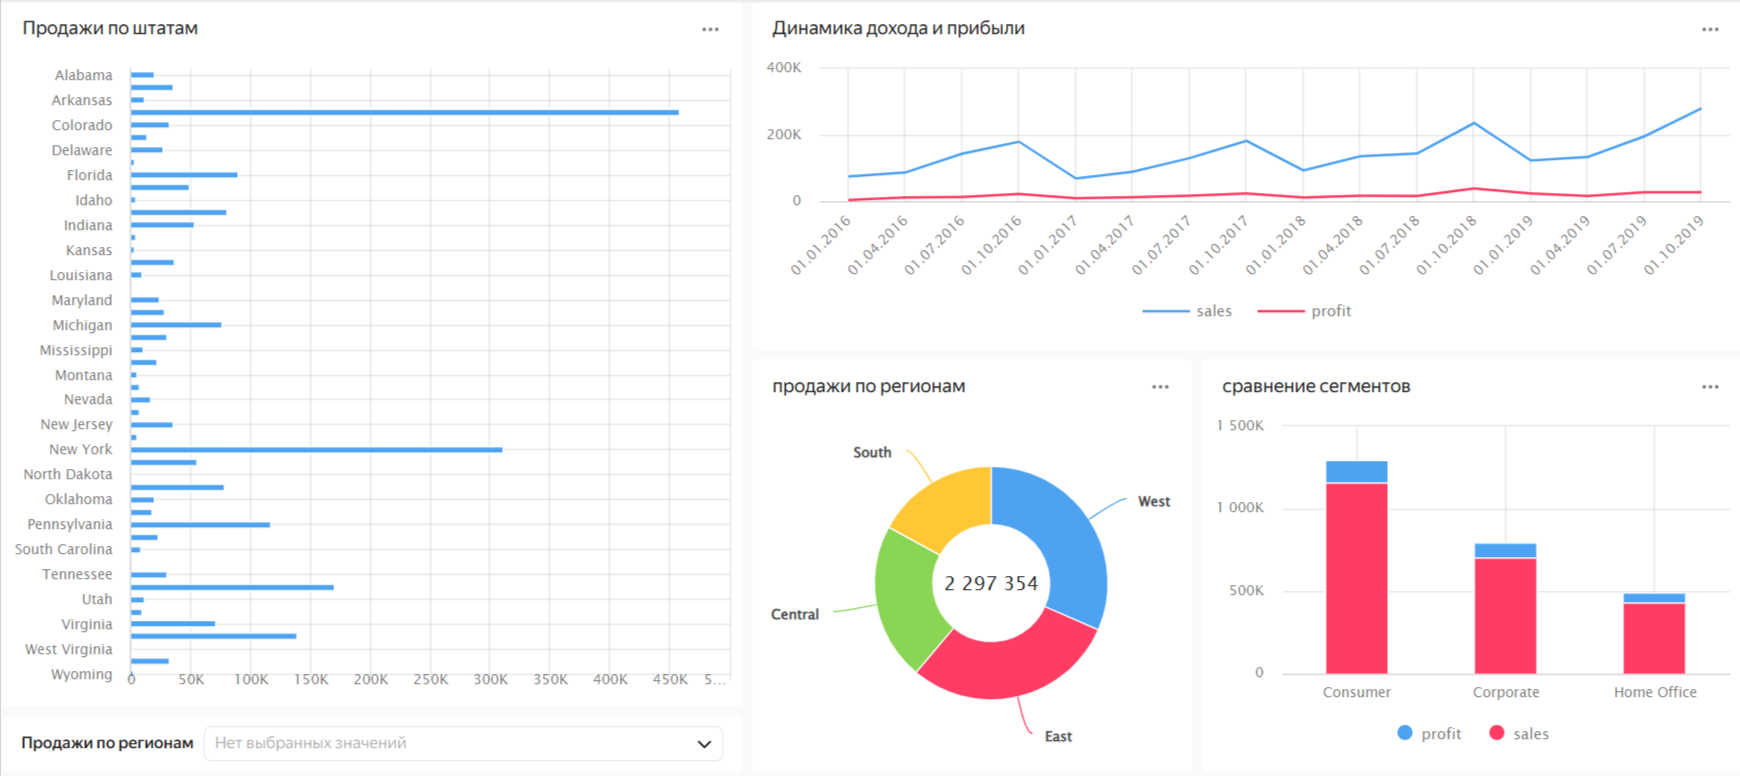 Продажи по штатам
Alabama
Arkansas
Colorado
Delaware
Florida
Idaho
Indiana
Kansas
Louisiana
Maryland
Michigan
Mississippi
Montana
Nevada
New Jersey
New York
North Dakota
Oklahoma
Pennsylvania
South Carolina
Tennessee
Utah
Virginia
West Virginia
Wyoming
0 50K 100K 150K 200K 250K 300K 350K 400K 450K 5...
Продажи по регионам
Нет выбранных значений
Динамика дохода и прибыли
400K
200K
0
01.01.2016 01.04.2016 01.07.2016 01.10.2016 01.01.2017 01.04.2017 01.07.2017 01.10.2017 01.01.2018 01.04.2018 01.07.2018 01.10.2018 01.01.2019 01.04.2019 01.07.2019 01.10.2019
sales profit
продажи по регионам
South
West
2 297 354
Central
East
сравнение сегментов
1 500K
1 000K
500K
0
Consumer Corporate Home Office
profit sales